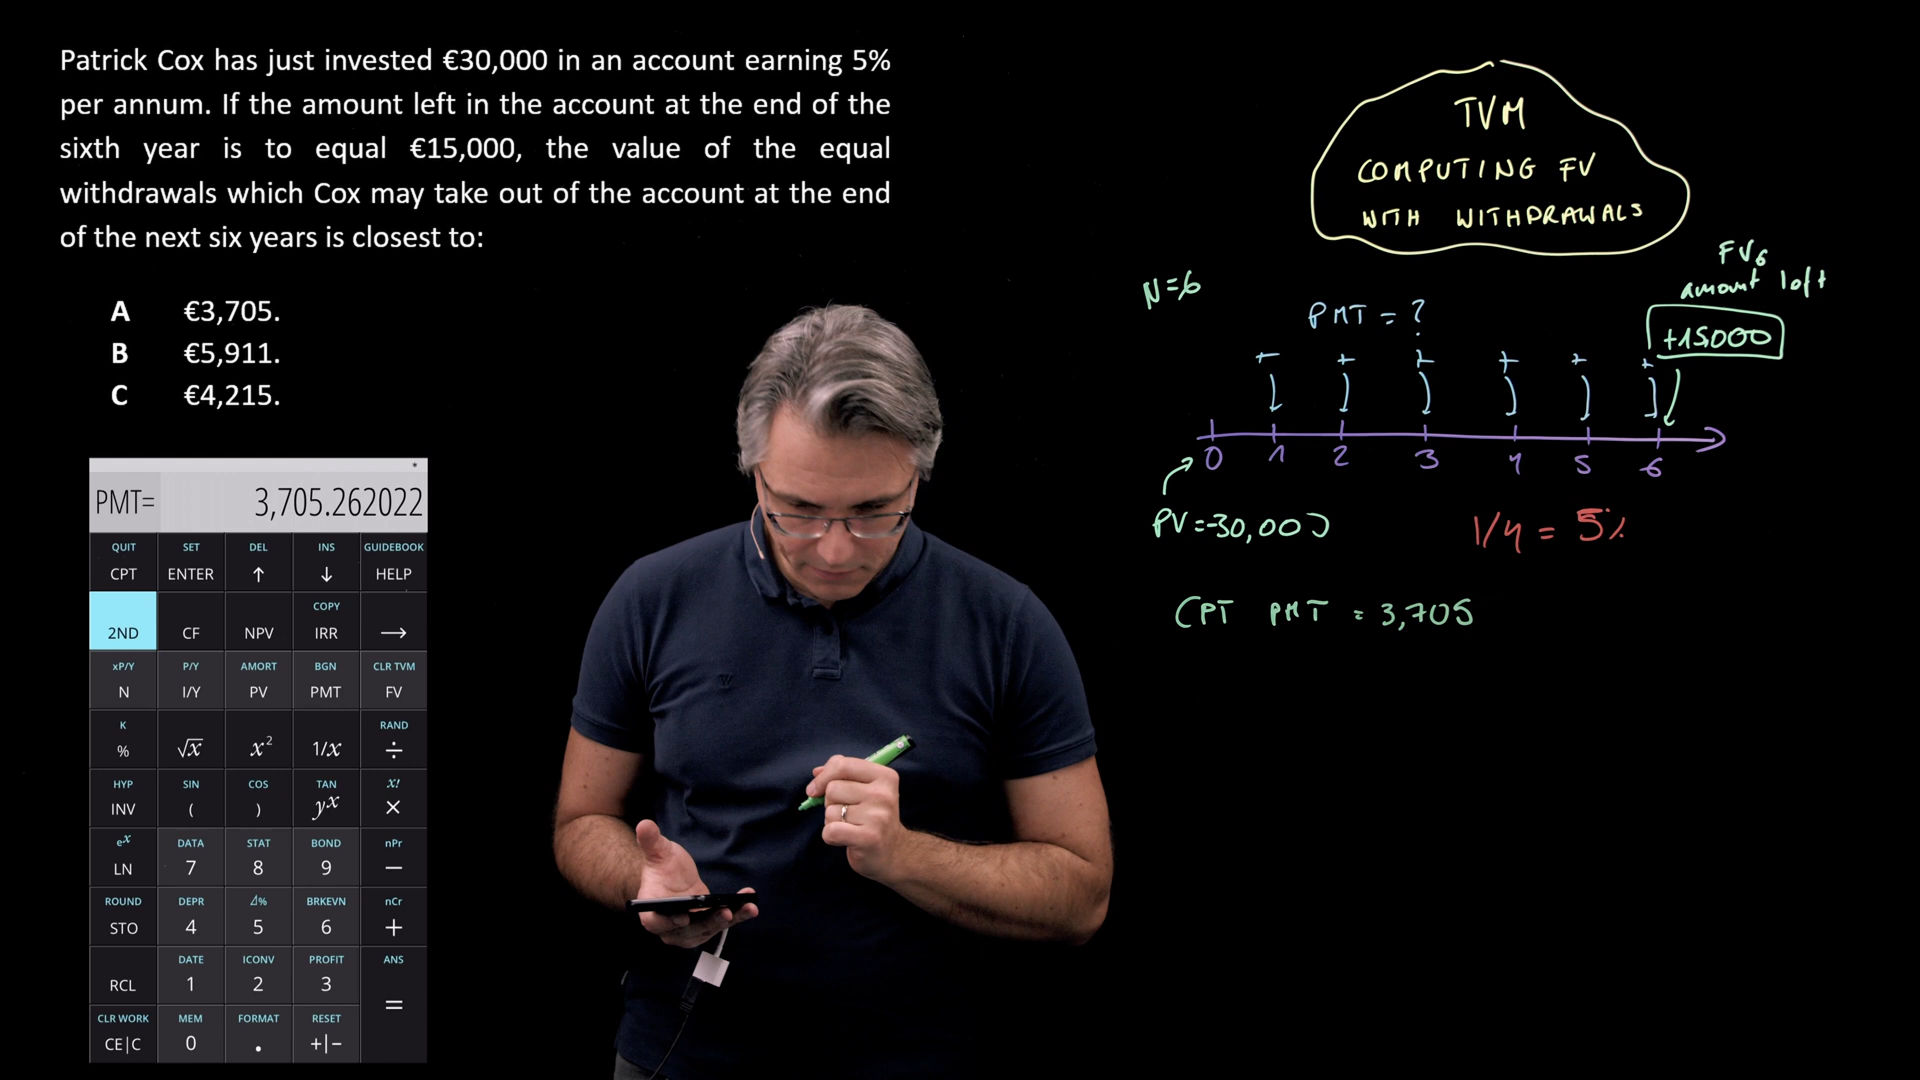 Patrick Cox has just invested €30,000 in an account earning 5%
per annum. If the amount left in the account at the end of the
sixth year is to equal €15,000, the value of the equal
withdrawals which Cox may take out of the account at the end
of the next six years is closest to:
A €3,705.
B €5,911.
C €4,215.
TVM
COMPUTING FV
WITH WITHDRAWALS
FV6
amount left
+15000
N=6
PMT = ?
+ + + + + +
0 1 2 3 4 5 6
PV=-30,000
I/Y = 5%
CPT PMT = 3,705
PMT= 3,705.262022
QUIT SET DEL INS GUIDEBOOK
CPT ENTER ↑ ↓ HELP
COPY
2ND CF NPV IRR →
xP/Y P/Y AMORT BGN CLR TVM
N I/Y PV PMT FV
K RAND
% √x x² 1/x ÷
HYP SIN COS TAN x!
INV ( ) yˣ ×
eˣ DATA STAT BOND nPr
LN 7 8 9 −
ROUND DEPR Δ% BRKEVN nCr
STO 4 5 6 +
DATE ICONV PROFIT ANS
RCL 1 2 3 =
CLR WORK MEM FORMAT RESET
CE|C 0 . +|−